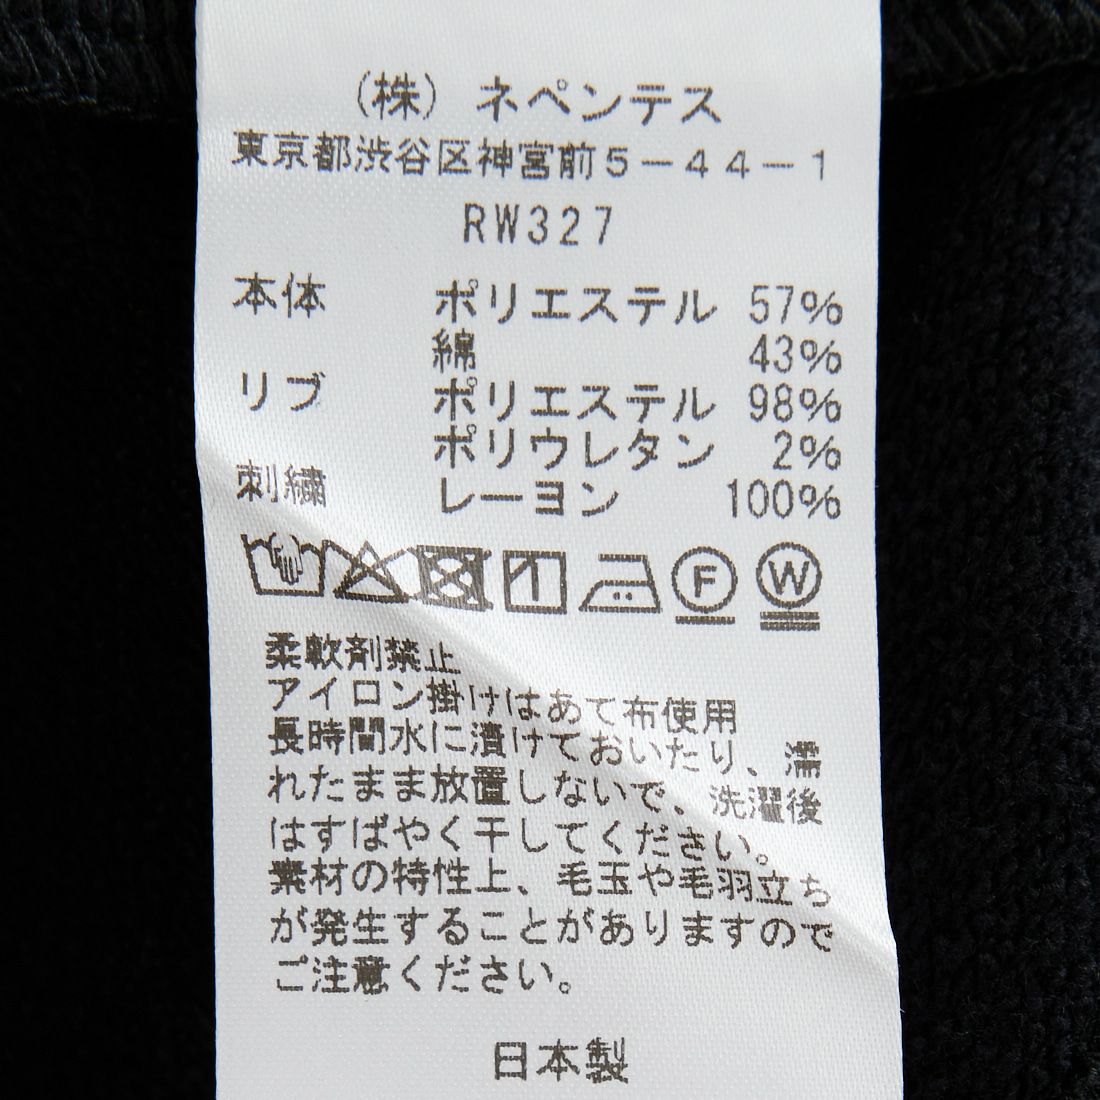 (株) ネペンテス
東京都渋谷区神宮前5-44-1
RW327
本体 ポリエステル 57%
綿 43%
リブ ポリエステル 98%
ポリウレタン 2%
刺繍 レーヨン 100%
1 F W
柔軟剤禁止
アイロン掛けはあて布使用
長時間水に漬けておいたり、濡
れたまま放置しないで、洗濯後
はすばやく干してください。
素材の特性上、毛玉や毛羽立ち
が発生することがありますので
ご注意ください。
日本製